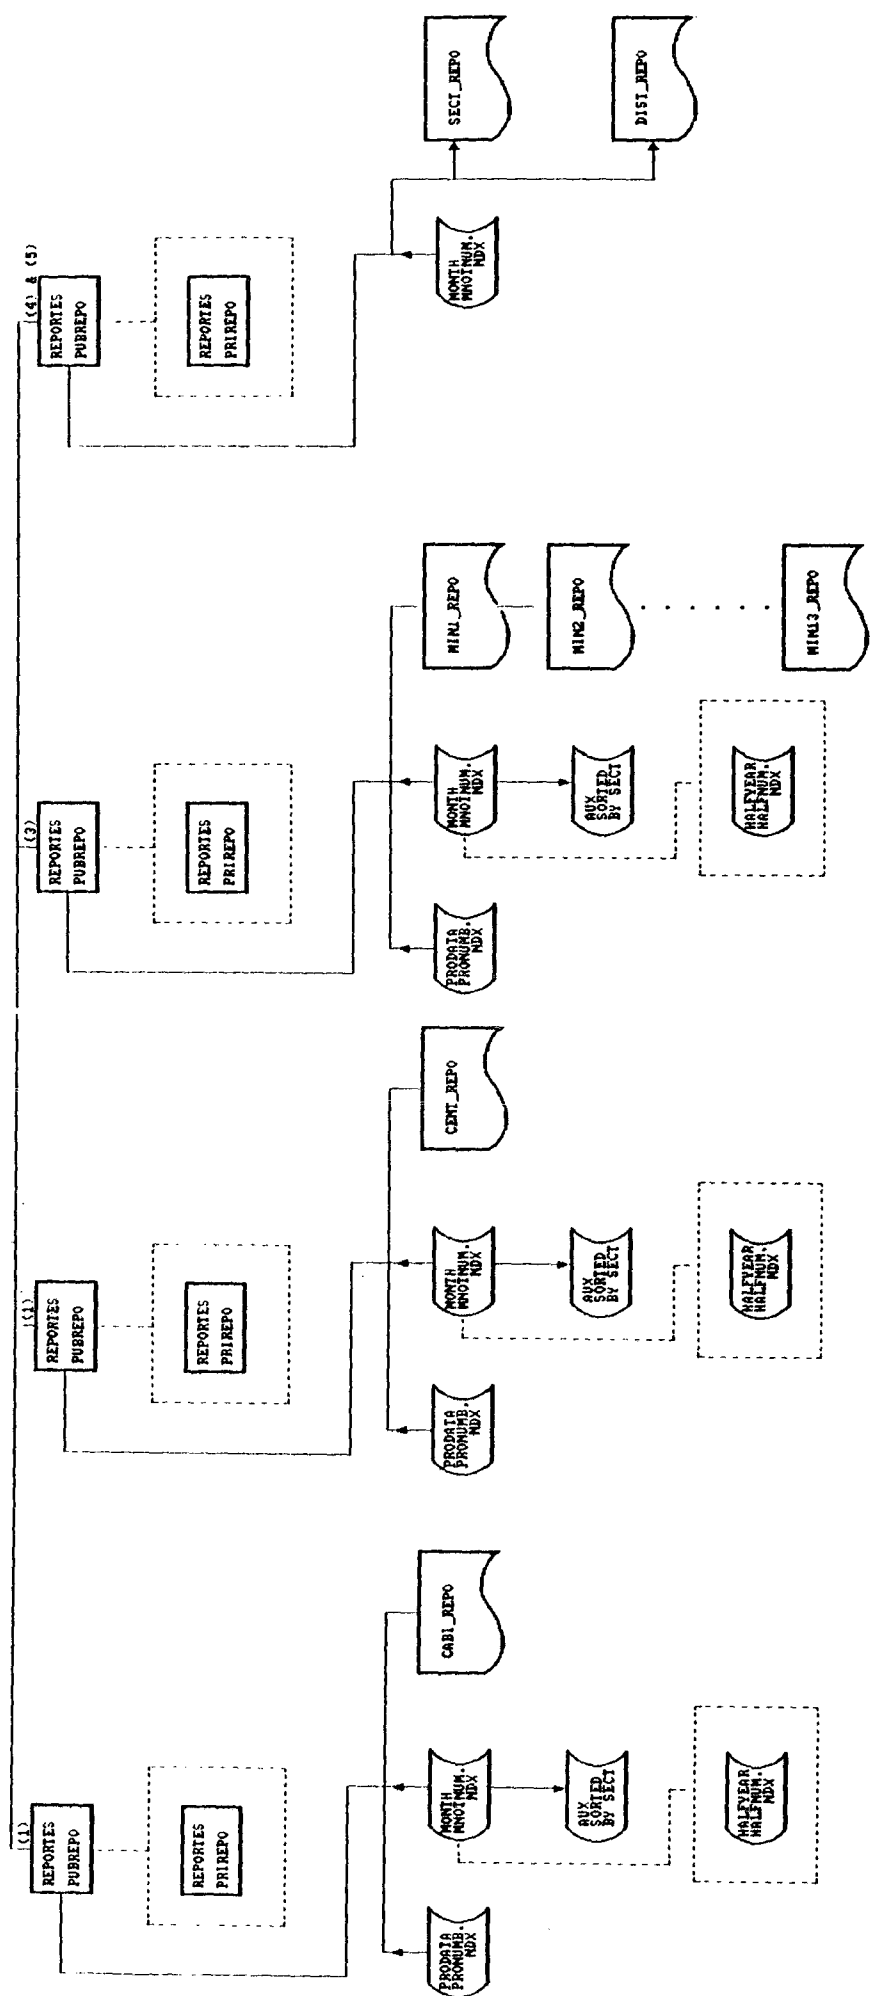 (1)
REPORTES
PUBREPO
REPORTES
PRIREPO
PRODATA
PRONUMB.
NDX
MONTH
MNOTNUM.
NDX
CABI_REPO
AUX
SORTED
BY SECT
HALFYEAR
HALFNUM.
NDX
(1)
REPORTES
PUBREPO
REPORTES
PRIREPO
PRODATA
PRONUMB.
NDX
MONTH
MNOTNUM.
NDX
CENT_REPO
AUX
SORTED
BY SECT
HALFYEAR
HALFNUM.
NDX
(3)
REPORTES
PUBREPO
REPORTES
PRIREPO
PRODATA
PRONUMB.
NDX
MONTH
MNOTNUM.
NDX
MIN1_REPO
AUX
SORTED
BY SECT
MIN2_REPO
HALFYEAR
HALFNUM.
NDX
MIN13_REPO
(4) & (5)
REPORTES
PUBREPO
REPORTES
PRIREPO
MONTH
MNOTNUM.
NDX
SECT_REPO
DIST_REPO